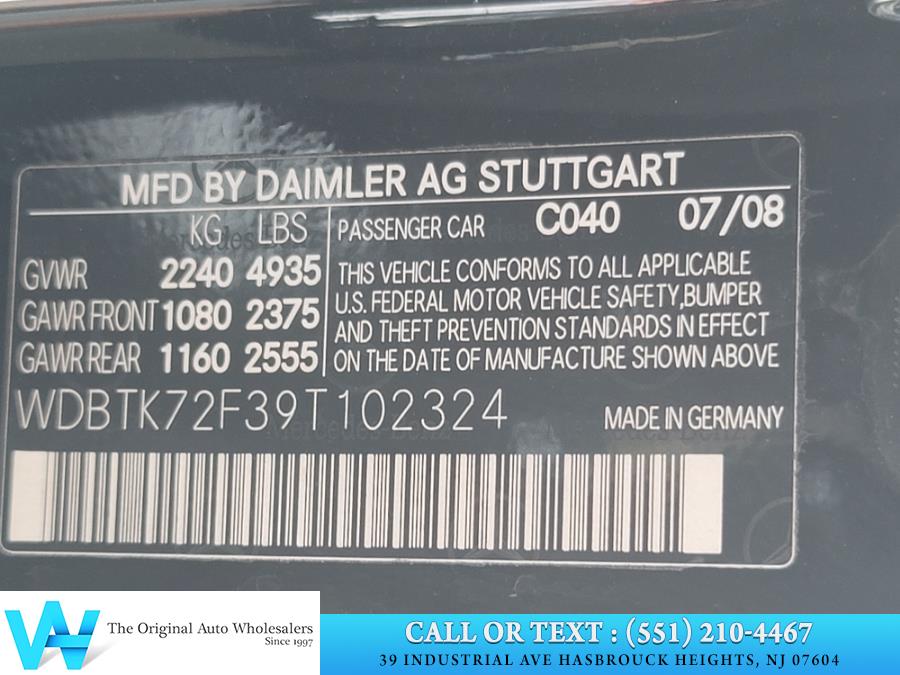 MFD BY DAIMLER AG STUTTGART
KG LBS
GVWR 2240 4935
GAWR FRONT 1080 2375
GAWR REAR 1160 2555
PASSENGER CAR C040 07/08
THIS VEHICLE CONFORMS TO ALL APPLICABLE
U.S. FEDERAL MOTOR VEHICLE SAFETY,BUMPER
AND THEFT PREVENTION STANDARDS IN EFFECT
ON THE DATE OF MANUFACTURE SHOWN ABOVE
WDBTK72F39T102324
MADE IN GERMANY
The Original Auto Wholesalers
Since 1997
CALL OR TEXT : (551) 210-4467
39 INDUSTRIAL AVE HASBROUCK HEIGHTS, NJ 07604